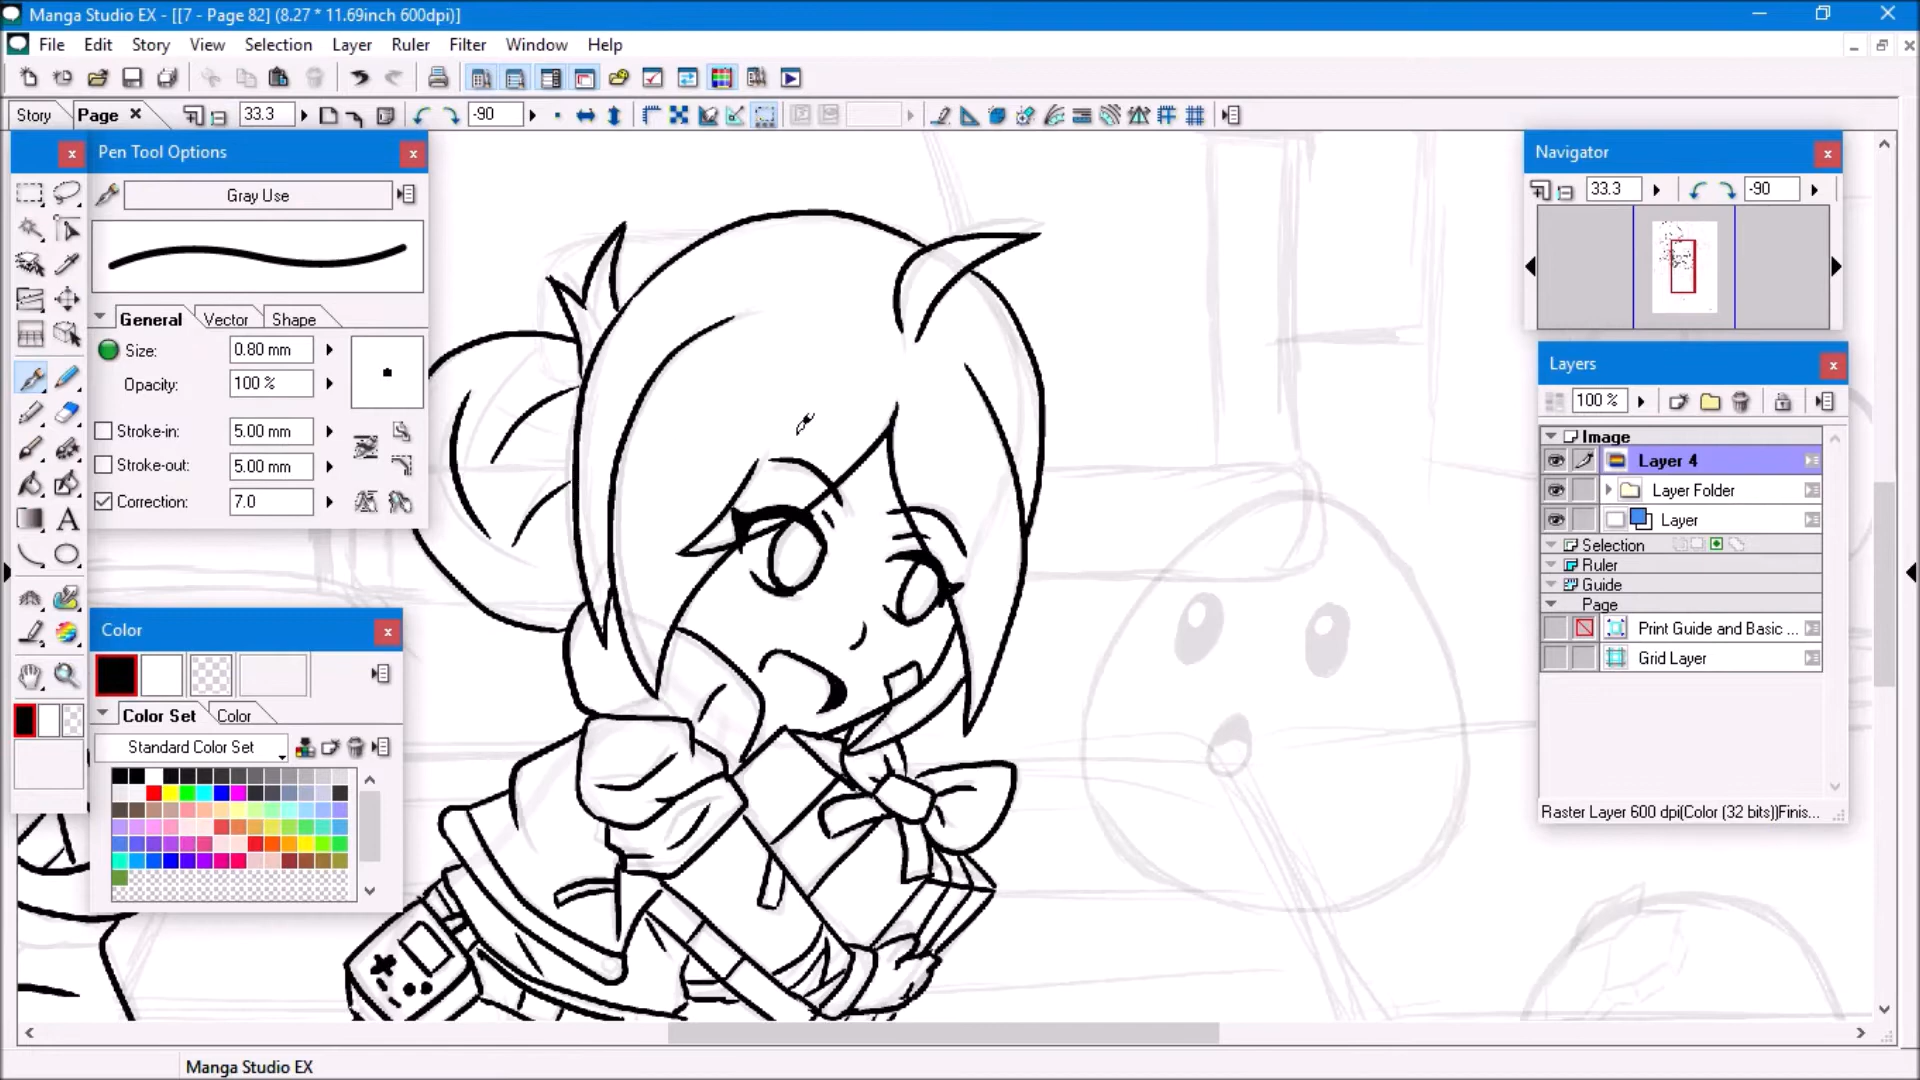 Manga Studio EX - [[7 - Page 82] (8.27 * 11.69inch 600dpi)]
File Edit Story View Selection Layer Ruler Filter Window Help
Story Page 33.3 -90
Pen Tool Options
Gray Use
General Vector Shape
Size: 0.80 mm
Opacity: 100 %
Stroke-in: 5.00 mm
Stroke-out: 5.00 mm
Correction: 7.0
Color
Color Set Color
Standard Color Set
Navigator
33.3 -90
Layers
100 %
Image
Layer 4
Layer Folder
Layer
Selection
Ruler
Guide
Page
Print Guide and Basic ...
Grid Layer
Raster Layer 600 dpi(Color (32 bits))Finis...
Manga Studio EX